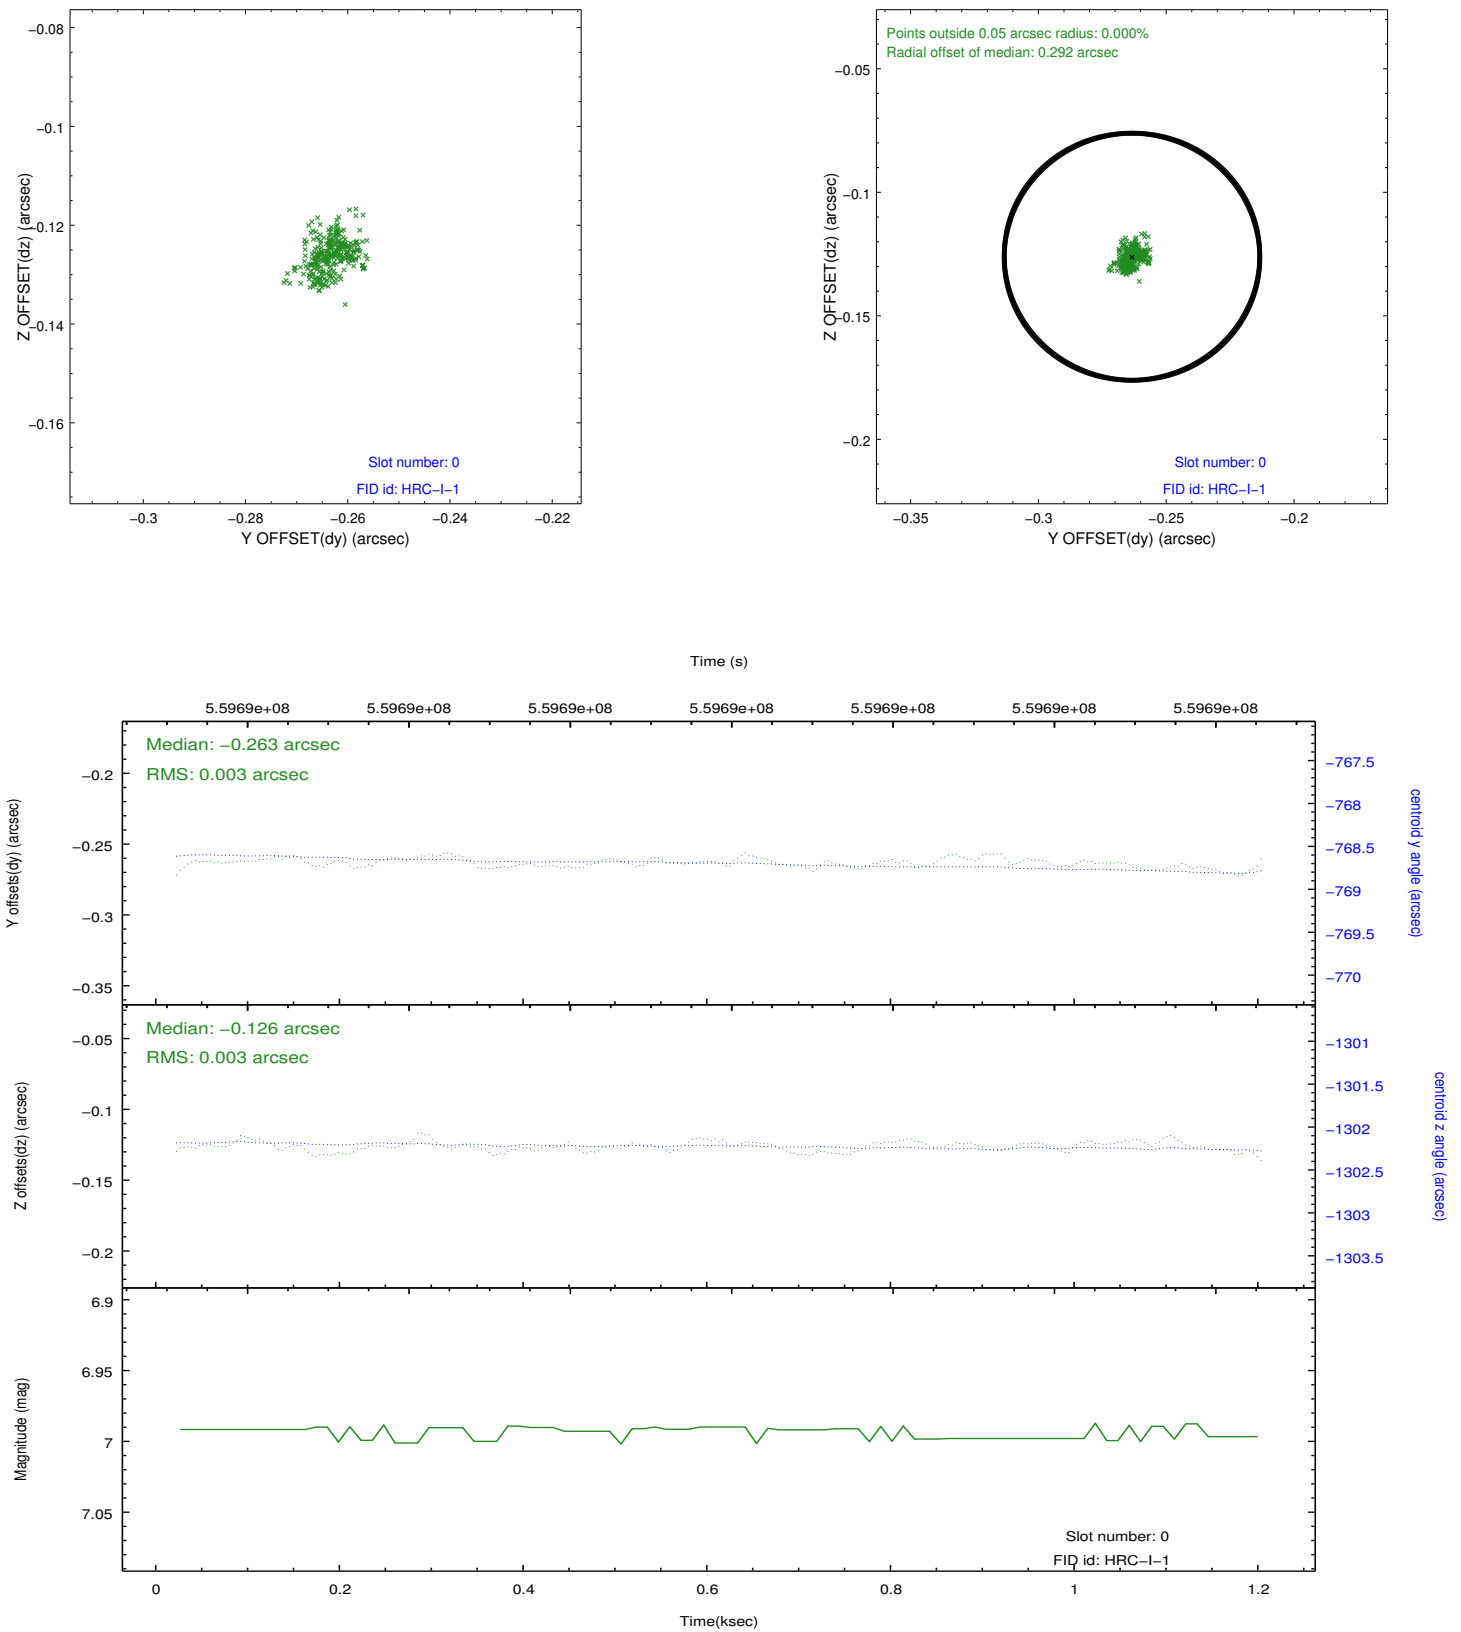 −0.08
−0.1
−0.12
−0.14
−0.16
Z OFFSET(dz) (arcsec)
Slot number: 0
FID id: HRC−I−1
−0.3
−0.28
−0.26
−0.24
−0.22
Y OFFSET(dy) (arcsec)
Points outside 0.05 arcsec radius: 0.000%
Radial offset of median: 0.292 arcsec
−0.05
−0.1
−0.15
−0.2
Z OFFSET(dz) (arcsec)
Slot number: 0
FID id: HRC−I−1
−0.35
−0.3
−0.25
−0.2
Y OFFSET(dy) (arcsec)
Time (s)
5.5969e+08 5.5969e+08 5.5969e+08 5.5969e+08 5.5969e+08 5.5969e+08 5.5969e+08
Median: −0.263 arcsec
RMS: 0.003 arcsec
−0.2
−0.25
−0.3
−0.35
Y offsets(dy) (arcsec)
−767.5
−768
−768.5
−769
−769.5
−770
centroid y angle (arcsec)
Median: −0.126 arcsec
RMS: 0.003 arcsec
−0.05
−0.1
−0.15
−0.2
Z offsets(dz) (arcsec)
−1301
−1301.5
−1302
−1302.5
−1303
−1303.5
centroid z angle (arcsec)
6.9
6.95
7
7.05
Magnitude (mag)
Slot number: 0
FID id: HRC−I−1
0 0.2 0.4 0.6 0.8 1 1.2
Time(ksec)